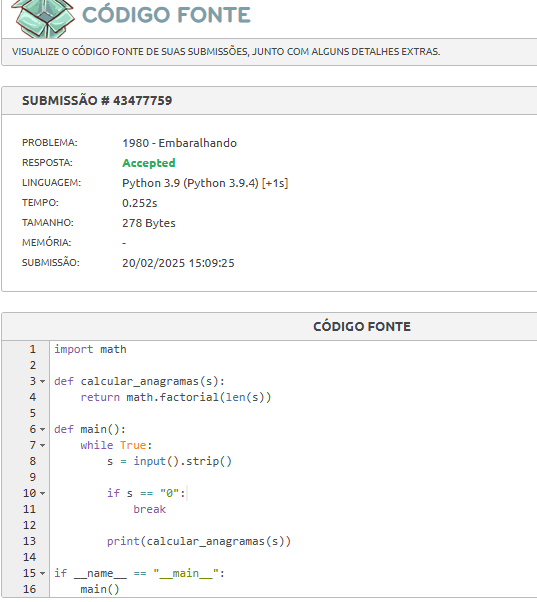 CÓDIGO FONTE
VISUALIZE O CÓDIGO FONTE DE SUAS SUBMISSÕES, JUNTO COM ALGUNS DETALHES EXTRAS.
SUBMISSÃO # 43477759
PROBLEMA: 1980 - Embaralhando
RESPOSTA: Accepted
LINGUAGEM: Python 3.9 (Python 3.9.4) [+1s]
TEMPO: 0.252s
TAMANHO: 278 Bytes
MEMÓRIA: -
SUBMISSÃO: 20/02/2025 15:09:25
CÓDIGO FONTE
1 import math
2
3 def calcular_anagramas(s):
4     return math.factorial(len(s))
5
6 def main():
7     while True:
8         s = input().strip()
9
10         if s == "0":
11             break
12
13         print(calcular_anagramas(s))
14
15 if __name__ == "__main__":
16     main()